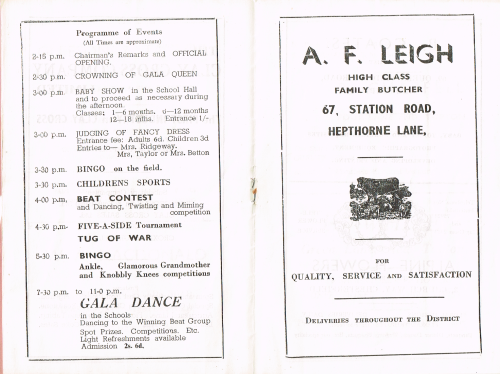 Programme of Events
(All Times are approximate)
2-15 p.m. Chairman's Remarks and OFFICIAL
OPENING.
2-30 p.m. CROWNING OF GALA QUEEN
3-00 p.m. BABY SHOW in the School Hall
and to proceed as necessary during
the afternoon
Classes: 1—6 months. 6—12 months
12—18 mths. Entrance 1/-
3-00 p.m. JUDGING OF FANCY DRESS
Entrance fee: Adults 6d. Children 3d
Entries to— Mrs. Ridgeway.
Mrs. Taylor or Mrs. Betton
3-30 p.m. BINGO on the field.
3-30 p.m. CHILDRENS SPORTS
4-00 p.m. BEAT CONTEST
and Dancing, Twisting and Miming
competition
4-30 p.m. FIVE-A-SIDE Tournament
TUG OF WAR
5-30 p.m. BINGO
Ankle, Glamorous Grandmother
and Knobbly Knees competitions
7-30 p.m. to 11-0 p.m.
GALA DANCE
in the Schools
Dancing to the Winning Beat Group
Spot Prizes. Competitions. Etc.
Light Refreshments available
Admission 2s. 6d.
A. F. LEIGH
HIGH CLASS
FAMILY BUTCHER
67, STATION ROAD,
HEPTHORNE LANE,
FOR
QUALITY, SERVICE AND SATISFACTION
DELIVERIES THROUGHOUT THE DISTRICT